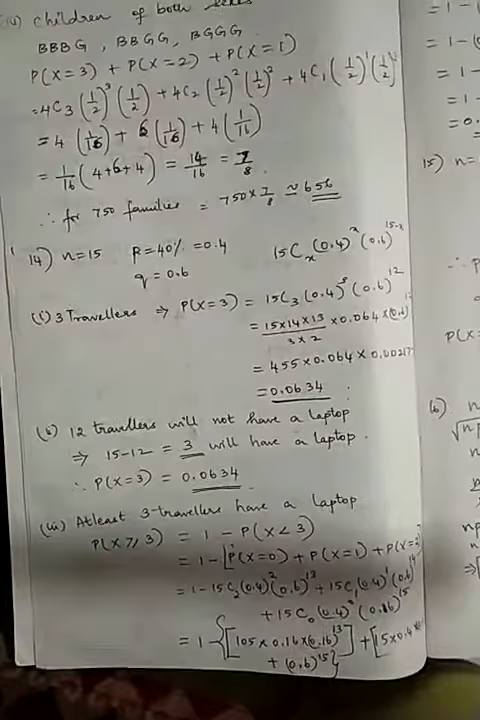 (iv) children of both sexes
BBBG, BBGG, BGGG
P(X=3) + P(X=2) + P(X=1)
= 4C₃ (1/2)³ (1/2) + 4C₂ (1/2)² (1/2)² + 4C₁ (1/2)¹ (1/2)³
= 4 (1/16) + 6 (1/16) + 4 (1/16)
= 1/16 (4+6+4) = 14/16 = 7/8
∴ for 750 families = 750 × 7/8 ≈ 656
14) n=15 P=40% =0.4 15Cₓ (0.4)ˣ (0.6)¹⁵⁻ˣ
q = 0.6
(i) 3 Travellers ⇒ P(X=3) = 15C₃ (0.4)³ (0.6)¹²
= 15×14×13 / 3×2 × 0.064 × (0.6)¹²
= 455 × 0.064 × 0.00217
= 0.0634
(ii) 12 travellers will not have a laptop
⇒ 15-12 = 3 will have a laptop.
∴ P(X=3) = 0.0634
(iii) Atleast 3-travellers have a laptop
P(X⩾3) = 1 - P(X<3)
= 1 - [P(X=0) + P(X=1) + P(X=2)
= 1 - 15C₂ (0.4)² (0.6)¹³ + 15C₁ (0.4)¹ (0.6)¹⁴
+ 15C₀ (0.4)⁰ (0.6)¹⁵
= 1 - {[105 × 0.16 × (0.16)¹³] + [15 × 0.4 ×
+ (0.6)¹⁵}
= 1 - (
= 1 -
= 1 -
= 0.
15) n=
∴ P
P(X=
n
√n
n
np
n
⇒ [